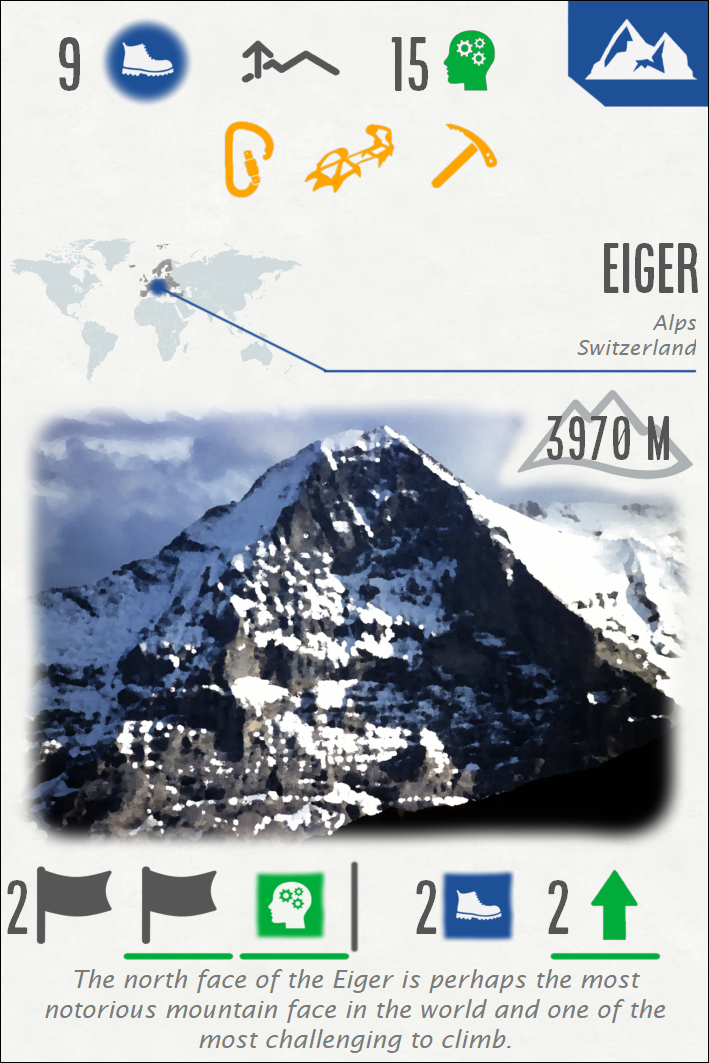 9 15
EIGER
Alps
Switzerland
3970 M
2 2 2
The north face of the Eiger is perhaps the most
notorious mountain face in the world and one of the
most challenging to climb.